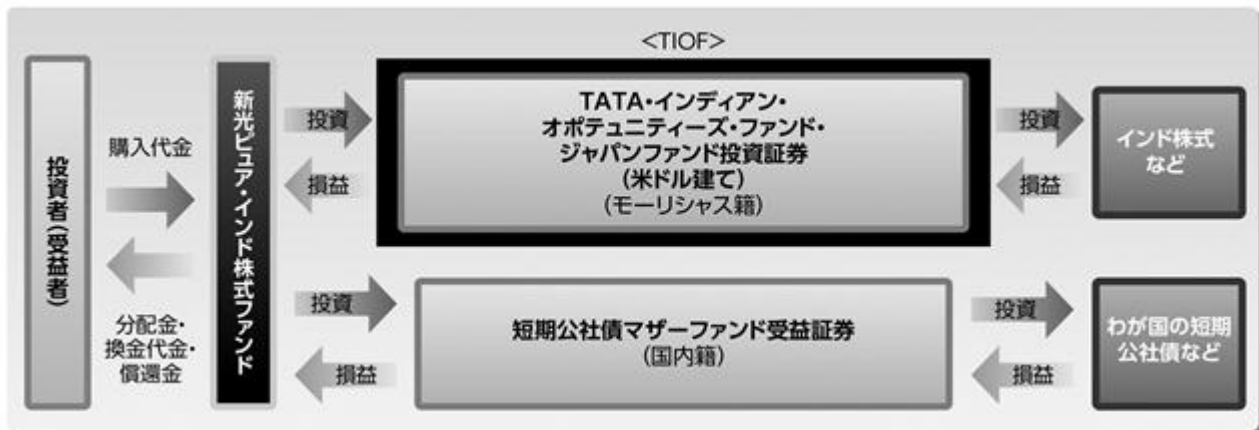 投資者(受益者)
購入代金
分配金・
換金代金・
償還金
新光ピュア・インド株式ファンド
<TIOF>
投資
損益
TATA・インディアン・
オポチュニティーズ・ファンド・
ジャパンファンド投資証券
(米ドル建て)
(モーリシャス籍)
投資
損益
インド株式
など
投資
損益
短期公社債マザーファンド受益証券
(国内籍)
投資
損益
わが国の短期
公社債など